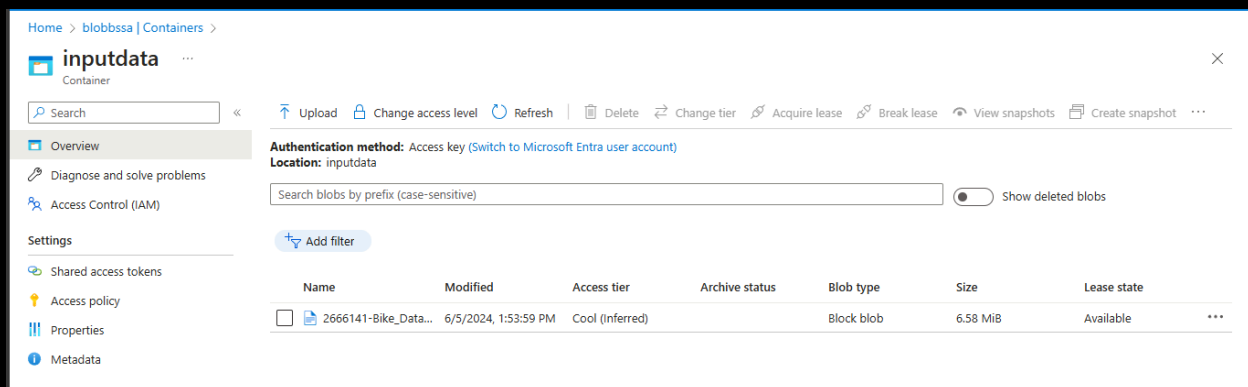 Home > blobbssa | Containers >
inputdata ...
Container
Search «
Overview
Diagnose and solve problems
Access Control (IAM)
Settings
Shared access tokens
Access policy
Properties
Metadata
Upload Change access level Refresh Delete Change tier Acquire lease Break lease View snapshots Create snapshot ...
Authentication method: Access key (Switch to Microsoft Entra user account)
Location: inputdata
Search blobs by prefix (case-sensitive) Show deleted blobs
Add filter
Name Modified Access tier Archive status Blob type Size Lease state
2666141-Bike_Data... 6/5/2024, 1:53:59 PM Cool (Inferred) Block blob 6.58 MiB Available ...